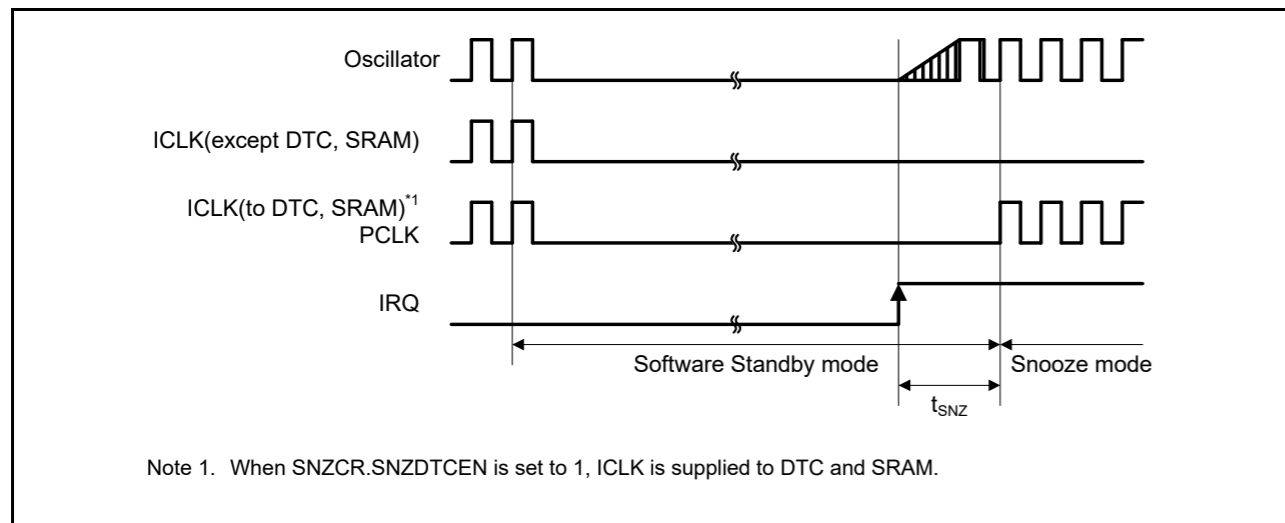 Oscillator
ICLK(except DTC, SRAM)
ICLK(to DTC, SRAM)*1
PCLK
IRQ
Software Standby mode
Snooze mode
tSNZ
Note 1. When SNZCR.SNZDTCEN is set to 1, ICLK is supplied to DTC and SRAM.